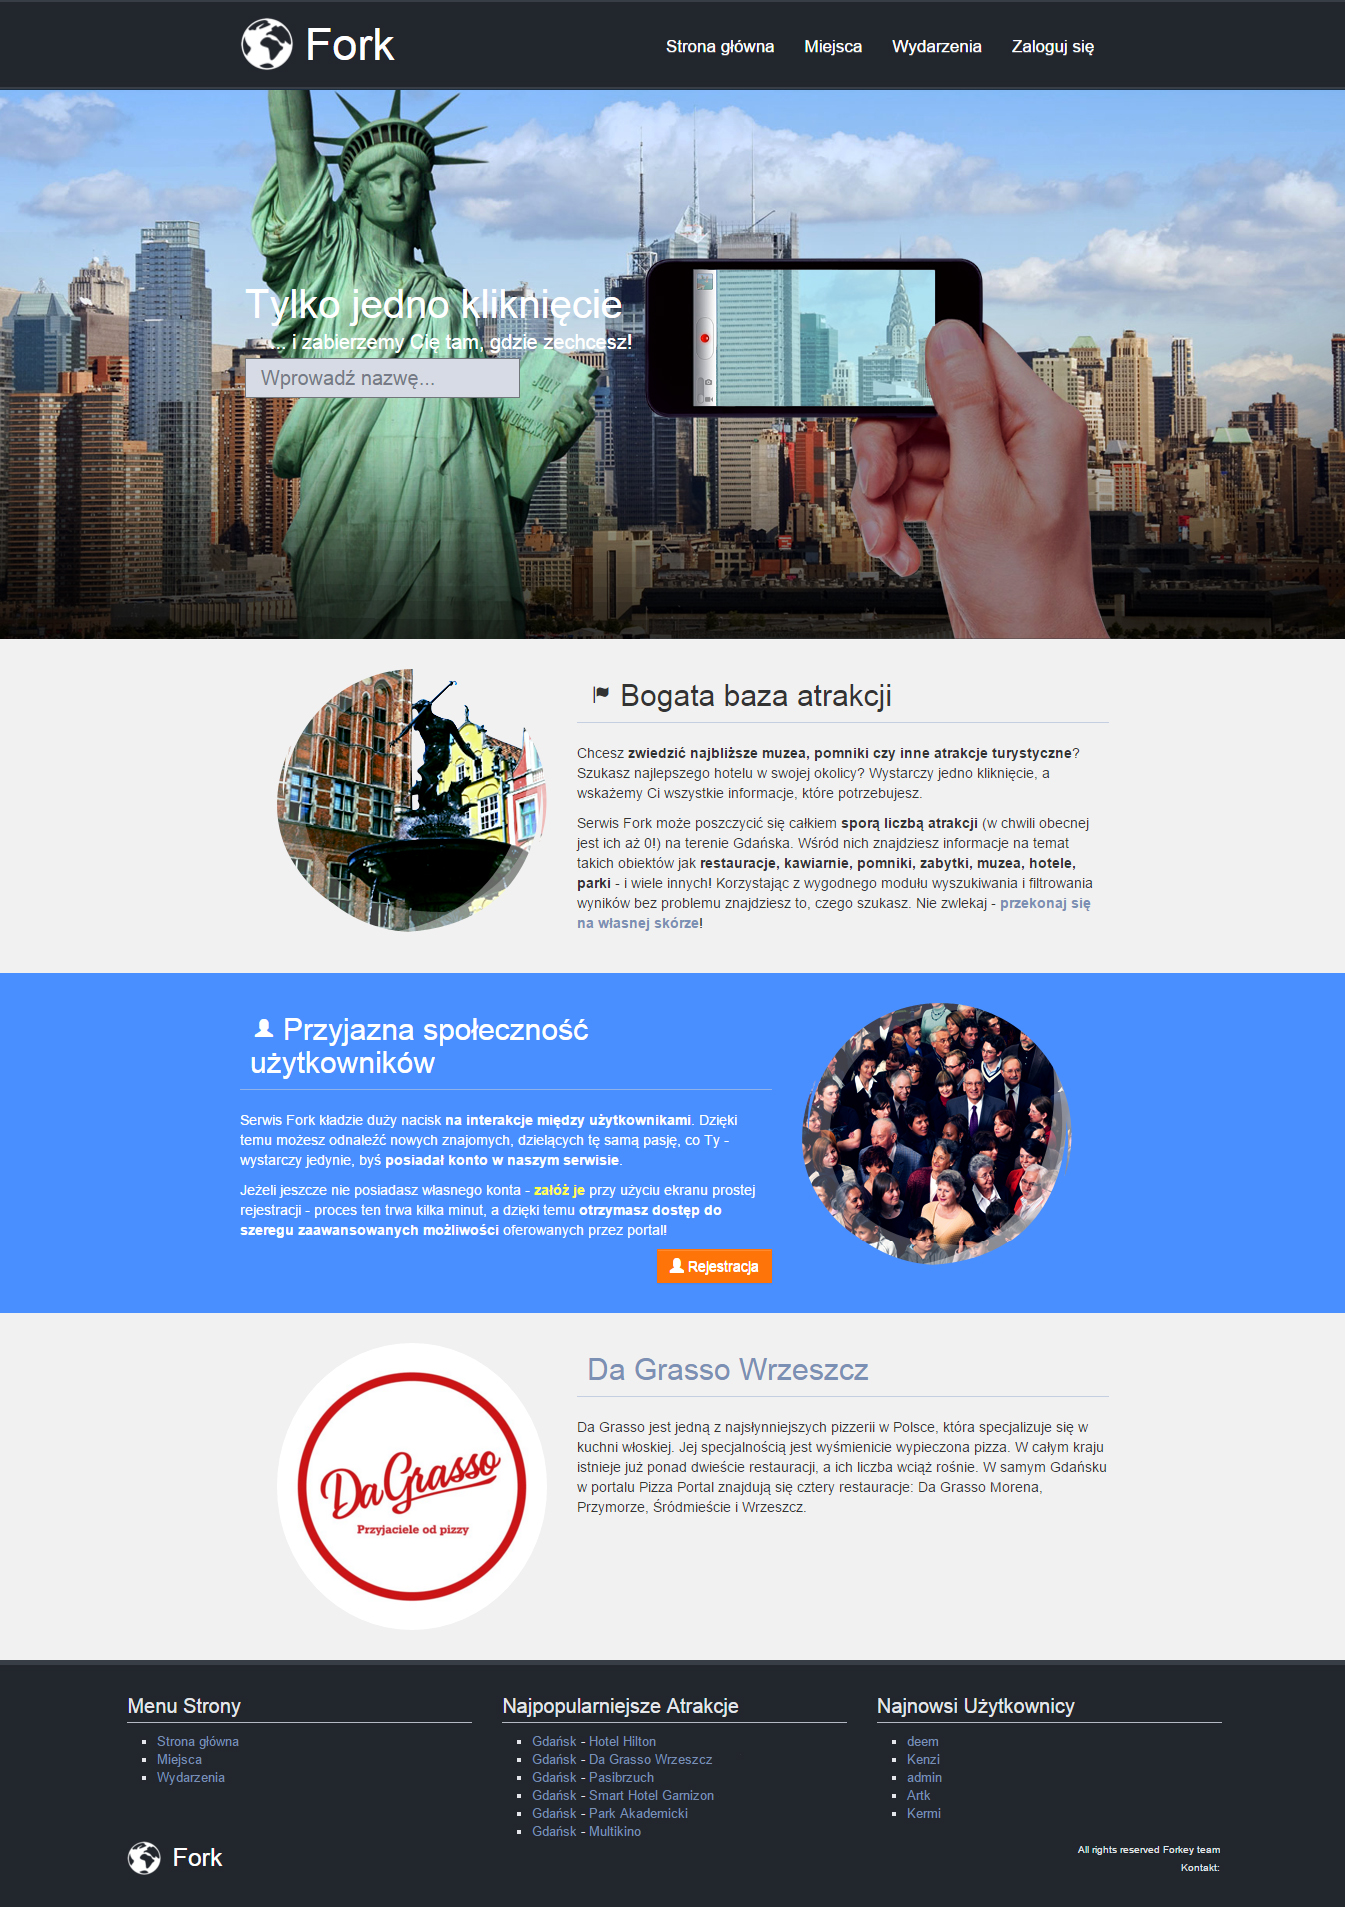 Fork
Strona główna Miejsca Wydarzenia Zaloguj się
Tylko jedno kliknięcie
... i zabierzemy Cię tam, gdzie zechcesz!
Wprowadź nazwę...
JULY
IV
Bogata baza atrakcji
Chcesz zwiedzić najbliższe muzea, pomniki czy inne atrakcje turystyczne?
Szukasz najlepszego hotelu w swojej okolicy? Wystarczy jedno kliknięcie, a
wskażemy Ci wszystkie informacje, które potrzebujesz.
Serwis Fork może poszczycić się całkiem sporą liczbą atrakcji (w chwili obecnej
jest ich aż 0!) na terenie Gdańska. Wśród nich znajdziesz informacje na temat
takich obiektów jak restauracje, kawiarnie, pomniki, zabytki, muzea, hotele,
parki - i wiele innych! Korzystając z wygodnego modułu wyszukiwania i filtrowania
wyników bez problemu znajdziesz to, czego szukasz. Nie zwlekaj - przekonaj się
na własnej skórze!
Przyjazna społeczność
użytkowników
Serwis Fork kładzie duży nacisk na interakcje między użytkownikami. Dzięki
temu możesz odnaleźć nowych znajomych, dzielących tę samą pasję, co Ty -
wystarczy jedynie, byś posiadał konto w naszym serwisie.
Jeżeli jeszcze nie posiadasz własnego konta - załóż je przy użyciu ekranu prostej
rejestracji - proces ten trwa kilka minut, a dzięki temu otrzymasz dostęp do
szeregu zaawansowanych możliwości oferowanych przez portal!
Rejestracja
Da Grasso
Przyjaciele od pizzy
Da Grasso Wrzeszcz
Da Grasso jest jedną z najsłynniejszych pizzerii w Polsce, która specjalizuje się w
kuchni włoskiej. Jej specjalnością jest wyśmienicie wypieczona pizza. W całym kraju
istnieje już ponad dwieście restauracji, a ich liczba wciąż rośnie. W samym Gdańsku
w portalu Pizza Portal znajdują się cztery restauracje: Da Grasso Morena,
Przymorze, Śródmieście i Wrzeszcz.
Menu Strony
Strona główna
Miejsca
Wydarzenia
Najpopularniejsze Atrakcje
Gdańsk - Hotel Hilton
Gdańsk - Da Grasso Wrzeszcz
Gdańsk - Pasibrzuch
Gdańsk - Smart Hotel Garnizon
Gdańsk - Park Akademicki
Gdańsk - Multikino
Najnowsi Użytkownicy
deem
Kenzi
admin
Artk
Kermi
Fork
All rights reserved Forkey team
Kontakt: